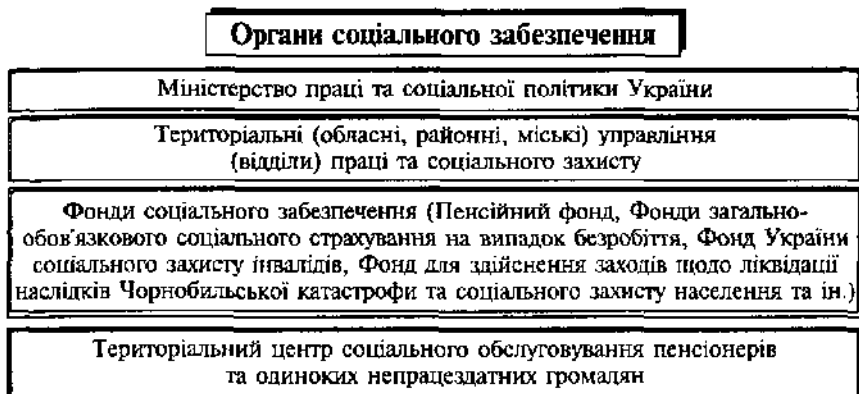 Органи соціального забезпечення
Міністерство праці та соціальної політики України
Територіальні (обласні, районні, міські) управління
(відділи) праці та соціального захисту
Фонди соціального забезпечення (Пенсійний фонд, Фонди загально-
обов'язкового соціального страхування на випадок безробіття, Фонд України
соціального захисту інвалідів, Фонд для здійснення заходів щодо ліквідації
наслідків Чорнобильської катастрофи та соціального захисту населення та ін.)
Територіальний центр соціального обслуговування пенсіонерів
та одиноких непрацездатних громадян